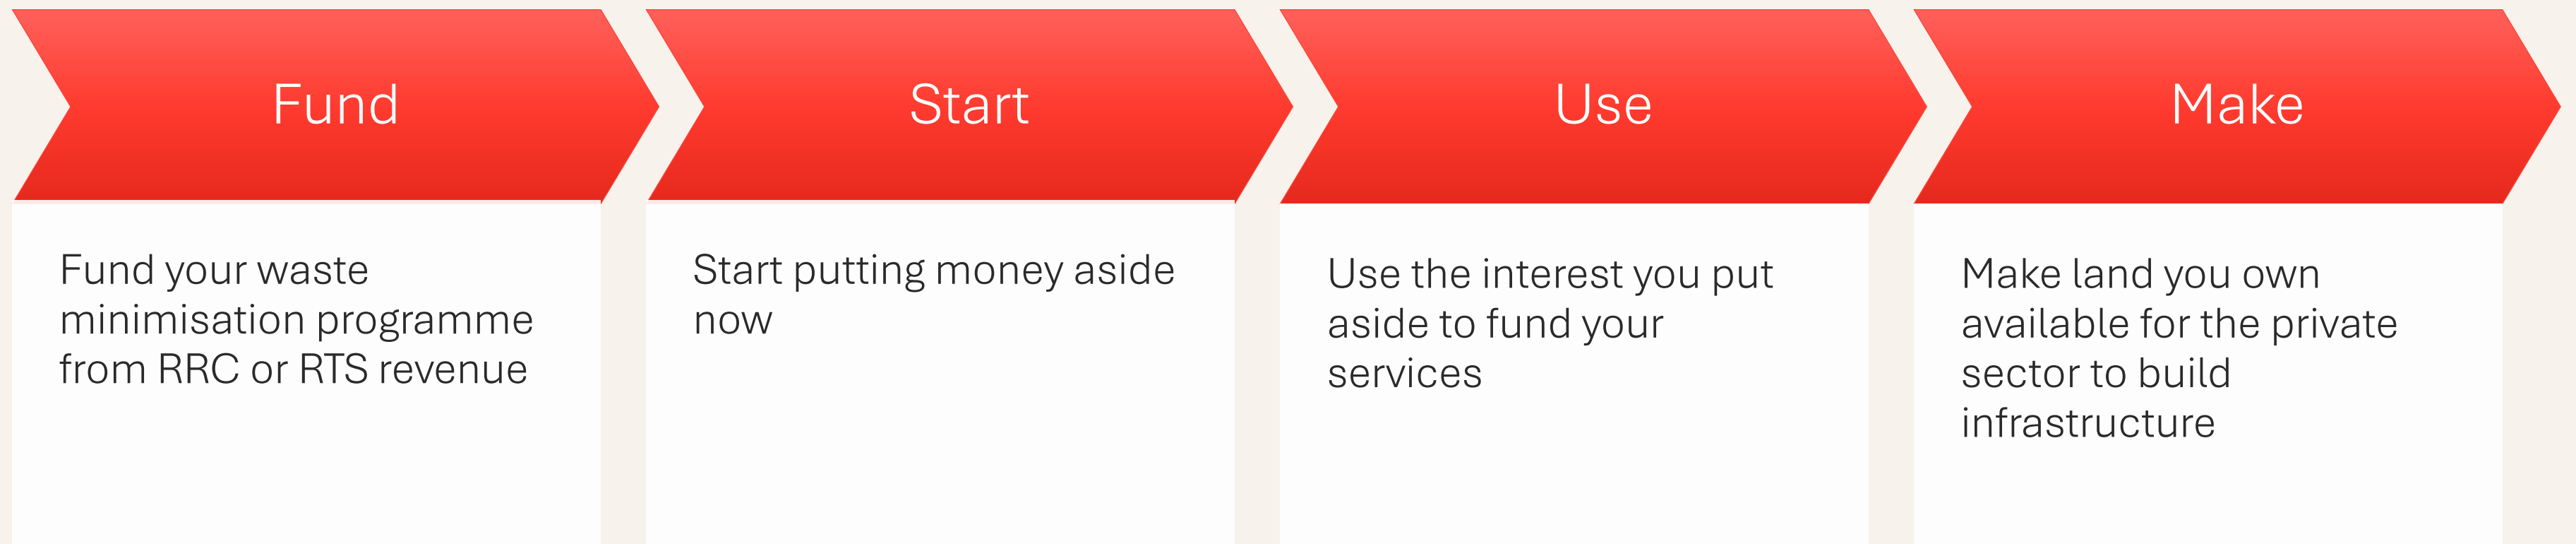 Fund
Fund your waste
minimisation programme
from RRC or RTS revenue
Start
Start putting money aside
now
Use
Use the interest you put
aside to fund your
services
Make
Make land you own
available for the private
sector to build
infrastructure